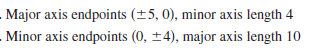 . Major axis endpoints (±5, 0), minor axis length 4
. Minor axis endpoints (0, ±4), major axis length 10